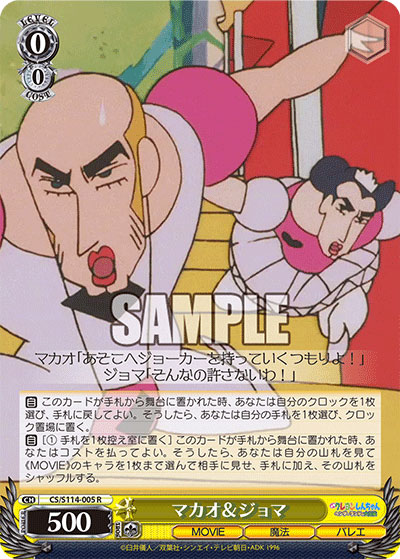 LEVEL
0
0
COST
SAMPLE
マカオ「あそこへジョーカーを持っていくつもりよ！」
ジョマ「そんなの許さないわ！」
自 このカードが手札から舞台に置かれた時、あなたは自分のクロックを1枚
選び、手札に戻してよい。そうしたら、あなたは自分の手札を1枚選び、クロッ
ク置場に置く。
自 [① 手札を1枚控え室に置く] このカードが手札から舞台に置かれた時、あ
なたはコストを払ってよい。そうしたら、あなたは自分の山札を見て
《MOVIE》のキャラを1枚まで選んで相手に見せ、手札に加え、その山札を
シャッフルする。
CH CS/S114-005 R
500
マカオ&ジョマ
MOVIE 魔法 バレエ
クレヨンしんちゃん
©臼井儀人／双葉社・シンエイ・テレビ朝日・ADK 1996